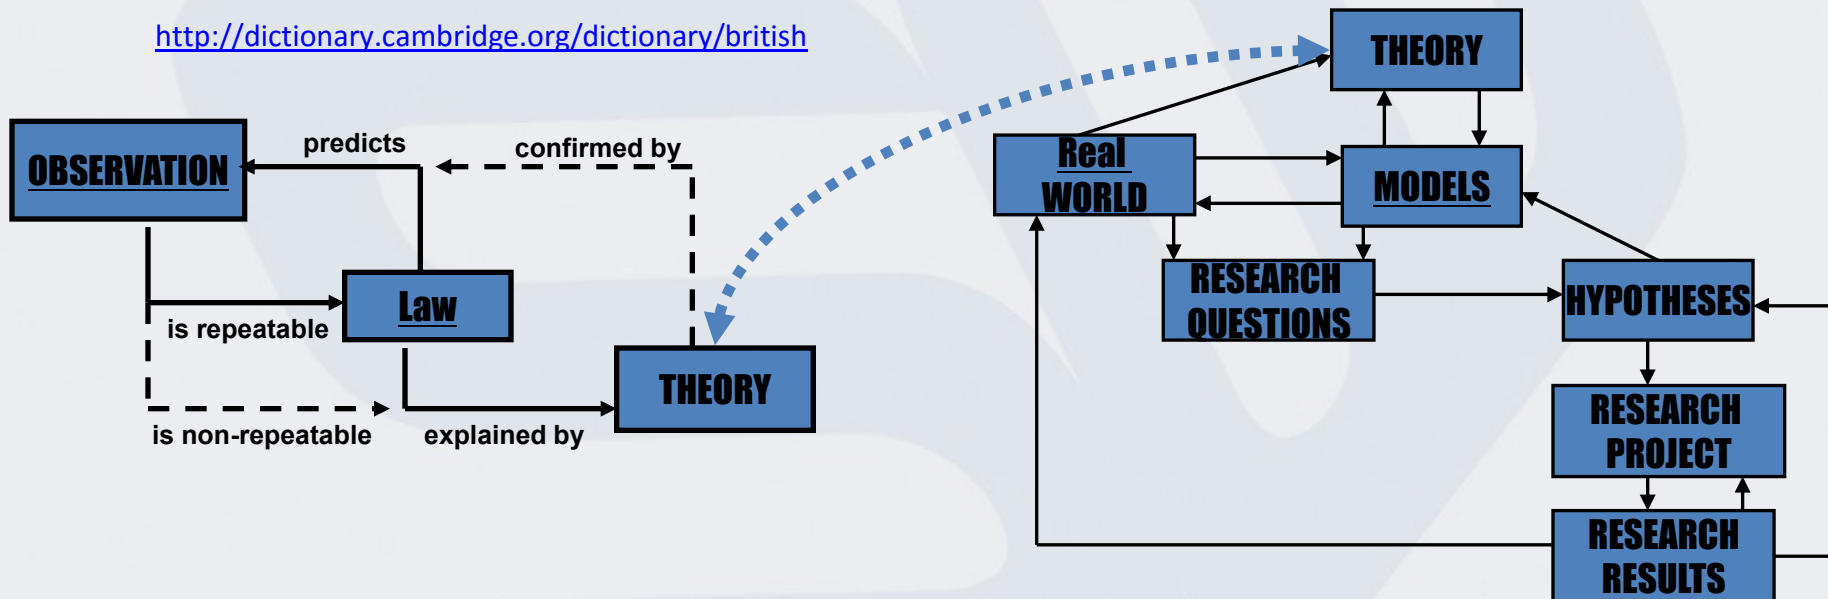 http://dictionary.cambridge.org/dictionary/british
OBSERVATION
predicts
confirmed by
is repeatable
Law
is non-repeatable
explained by
THEORY
THEORY
Real
WORLD
MODELS
RESEARCH
QUESTIONS
HYPOTHESES
RESEARCH
PROJECT
RESEARCH
RESULTS